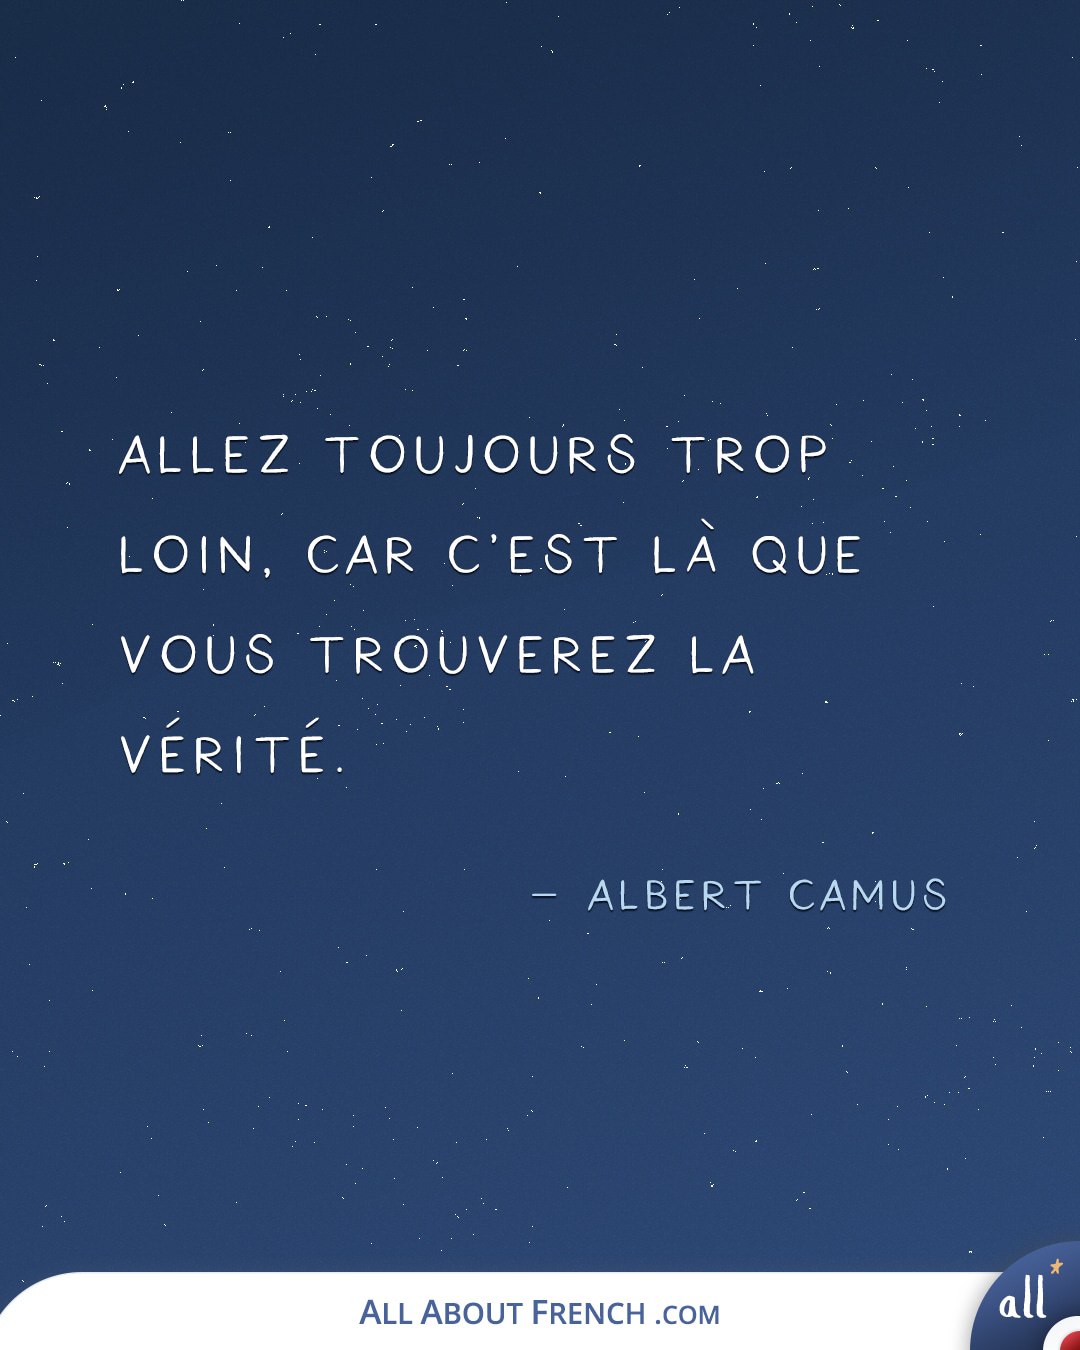 ALLEZ TOUJOURS TROP
LOIN, CAR C'EST LÀ QUE
VOUS TROUVEREZ LA
VÉRITÉ.
– ALBERT CAMUS
ALL ABOUT FRENCH .COM
all